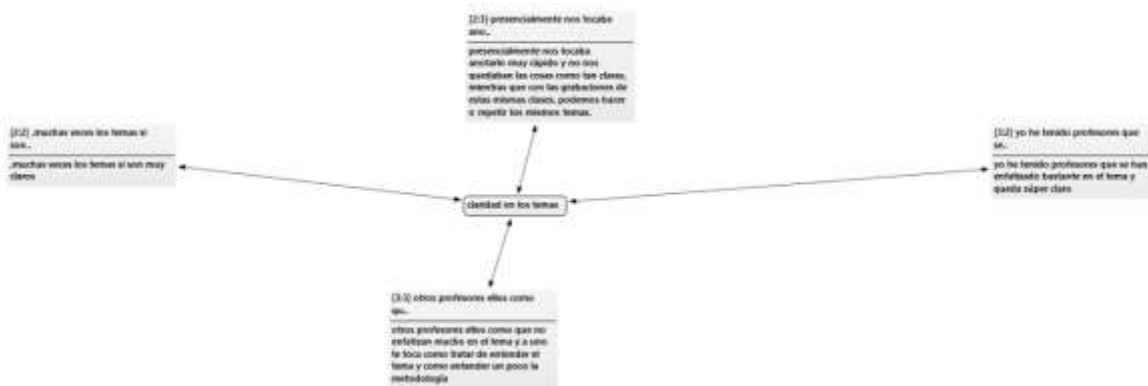 [2:3] presencialmente nos tocaba
ano..
presencialmente nos tocaba
anotarlo muy rápido y no nos
quedaban las cosas como tan claras,
mientras que con las grabaciones de
estas mismas clases, podemos hacer
o repetir los mismos temas.
[2:2] .muchas veces los temas si
son..
.muchas veces los temas si son muy
claros
[3:2] yo he tenido profesores que
se..
yo he tenido profesores que se han
enfatizado bastante en el tema y
queda súper claro
claridad en los temas
[3:3] otros profesores ellos como
qu..
otros profesores ellos como que no
enfatizan mucho en el tema y a uno
le toca como tratar de entender el
tema y como entender un poco la
metodología